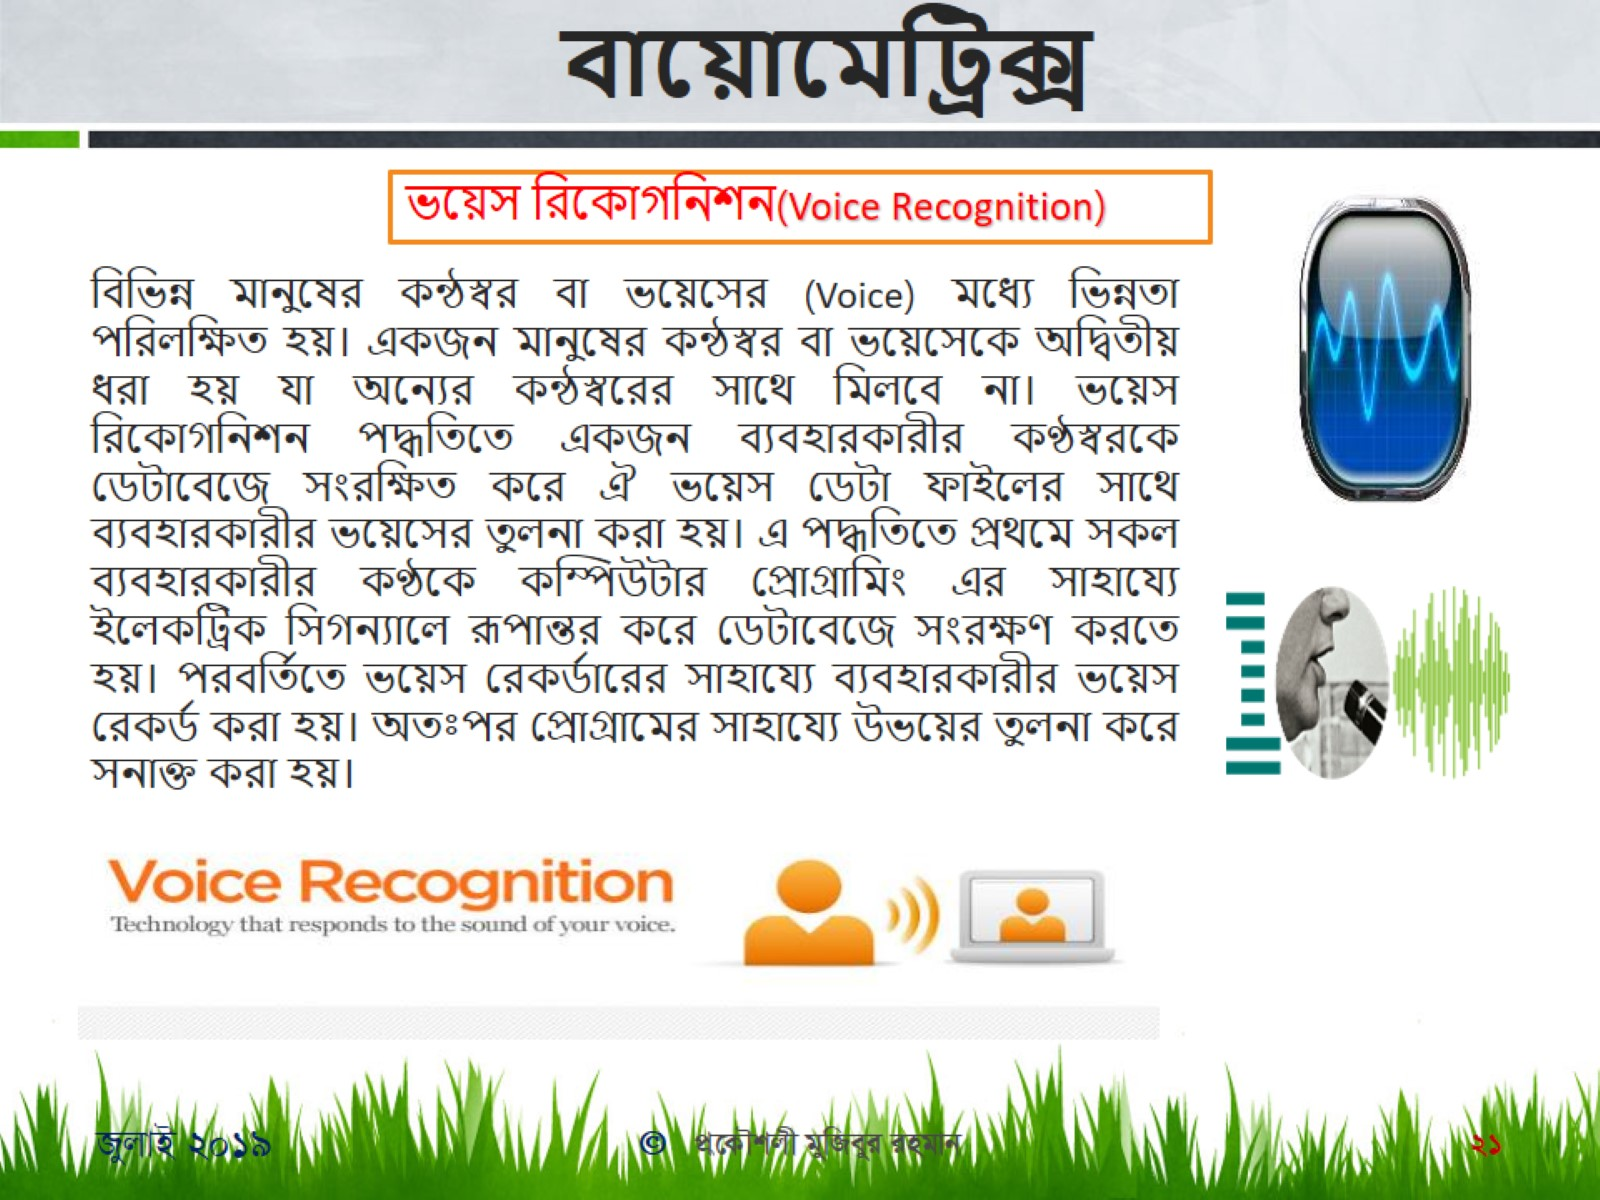 বায়োমেট্রিক্স
ভয়েস রিকোগনিশন(Voice Recognition)
বিভিন্ন মানুষের কন্ঠস্বর বা ভয়েসের (Voice) মধ্যে ভিন্নতা
পরিলক্ষিত হয়। একজন মানুষের কন্ঠস্বর বা ভয়েসেকে অদ্বিতীয়
ধরা হয় যা অন্যের কন্ঠস্বরের সাথে মিলবে না। ভয়েস
রিকোগনিশন পদ্ধতিতে একজন ব্যবহারকারীর কণ্ঠস্বরকে
ডেটাবেজে সংরক্ষিত করে ঐ ভয়েস ডেটা ফাইলের সাথে
ব্যবহারকারীর ভয়েসের তুলনা করা হয়। এ পদ্ধতিতে প্রথমে সকল
ব্যবহারকারীর কণ্ঠকে কম্পিউটার প্রোগ্রামিং এর সাহায্যে
ইলেকট্রিক সিগন্যালে রূপান্তর করে ডেটাবেজে সংরক্ষণ করতে
হয়। পরবর্তিতে ভয়েস রেকর্ডারের সাহায্যে ব্যবহারকারীর ভয়েস
রেকর্ড করা হয়। অতঃপর প্রোগ্রামের সাহায্যে উভয়ের তুলনা করে
সনাক্ত করা হয়।
Voice Recognition
Technology that responds to the sound of your voice.
জুলাই ২০১৯
© প্রকৌশলী মুজিবুর রহমান
২১